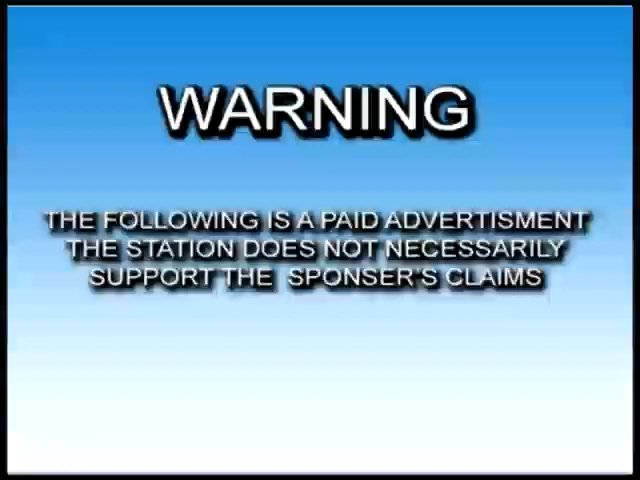 WARNING
THE FOLLOWING IS A PAID ADVERTISMENT
THE STATION DOES NOT NECESSARILY
SUPPORT THE SPONSER'S CLAIMS